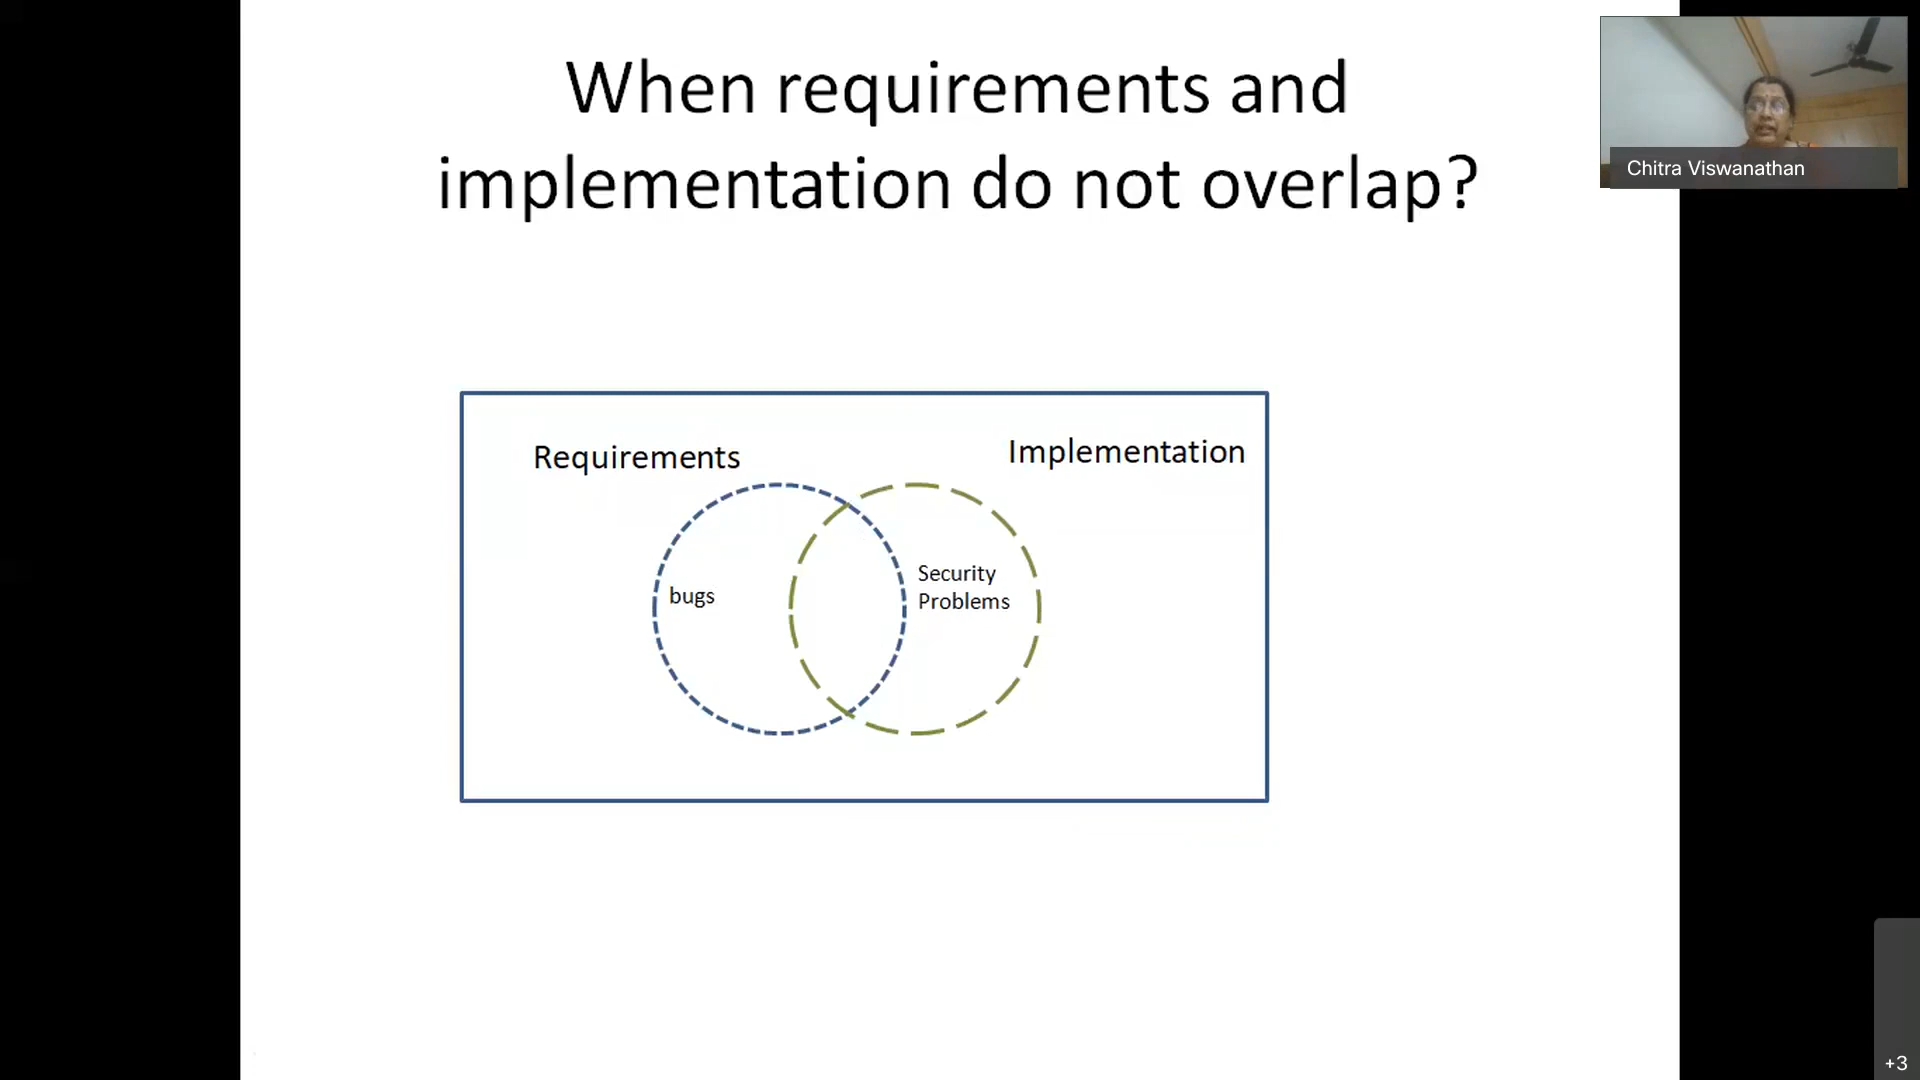 When requirements and
implementation do not overlap?
Chitra Viswanathan
Requirements
Implementation
bugs
Security
Problems
+3